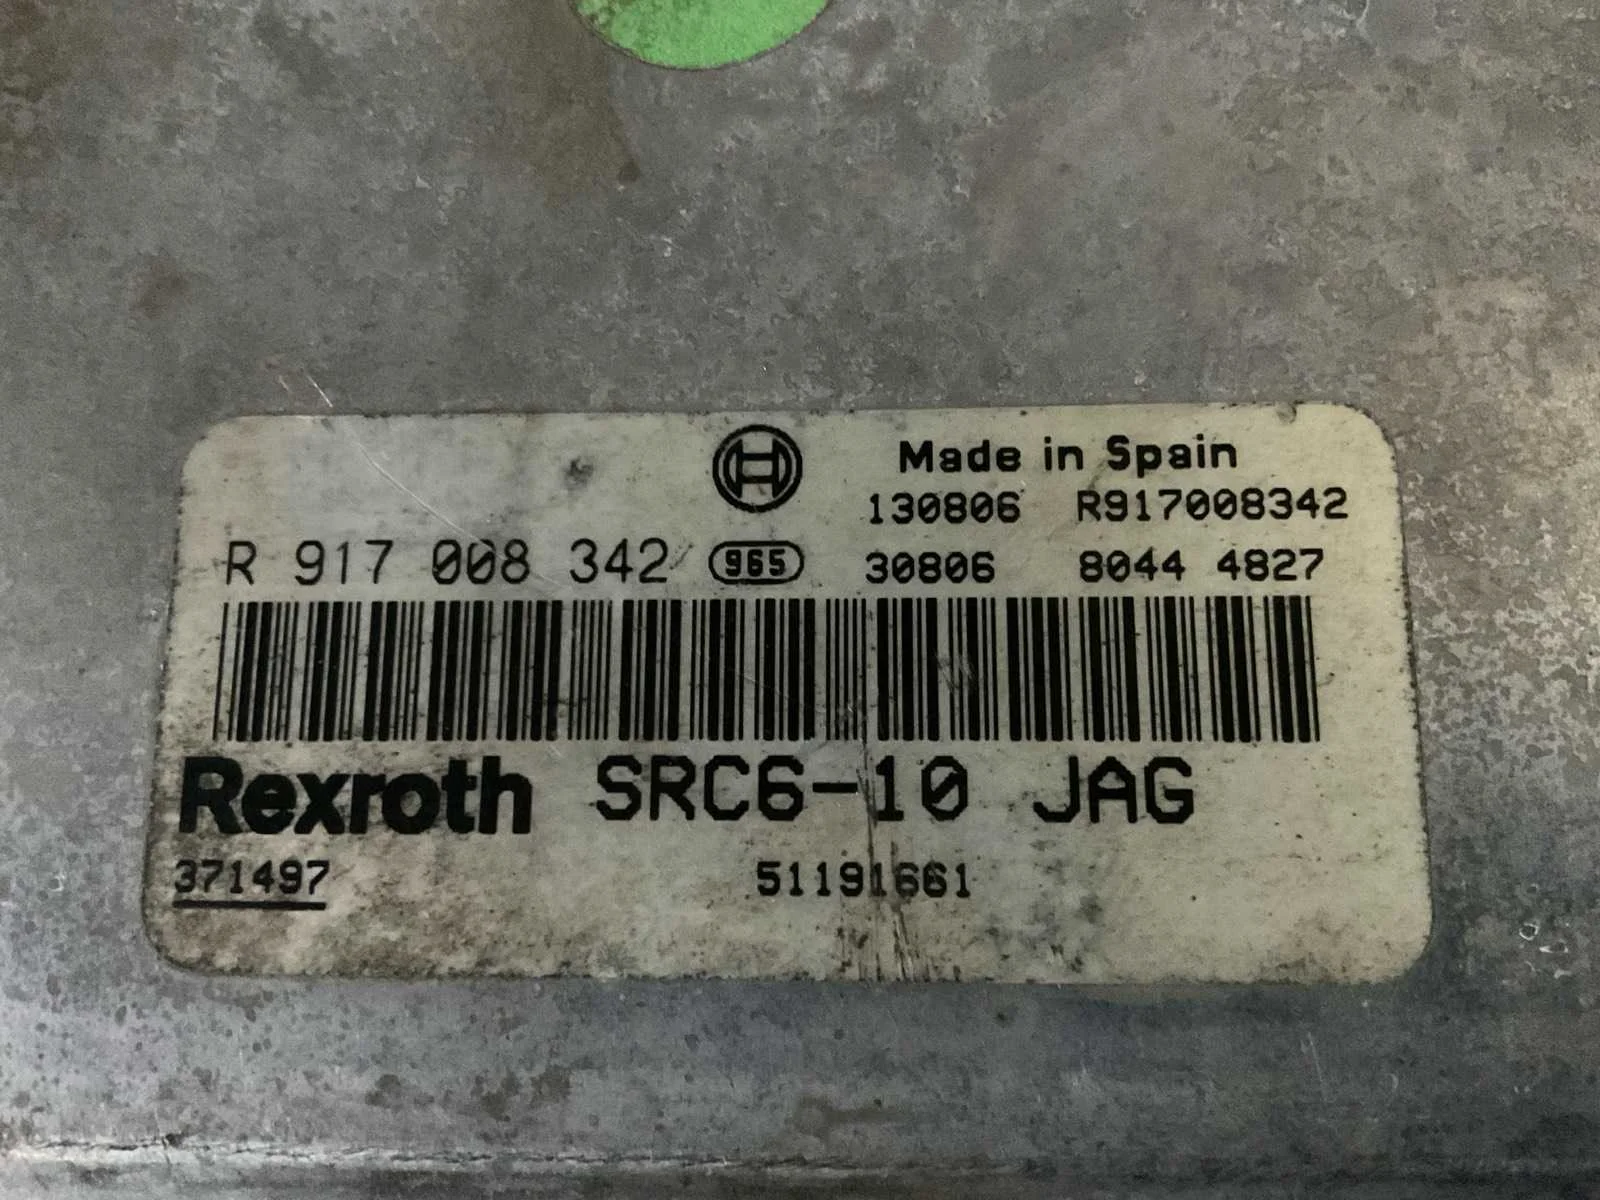 Made in Spain
130806 R917008342
R 917 008 342 965 30806 8044 4827
Rexroth SRC6-10 JAG
371497 51191661